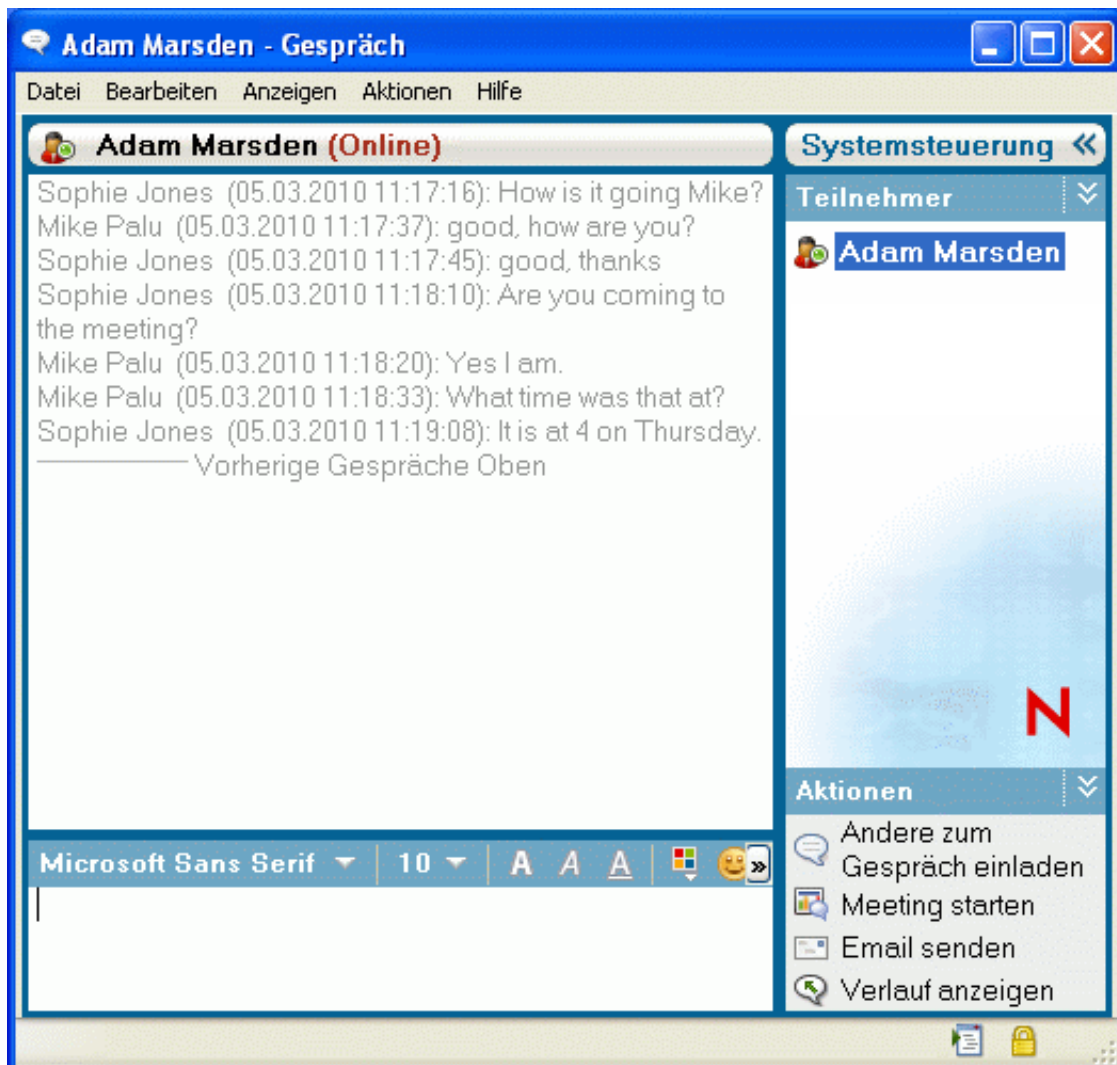 Adam Marsden - Gespräch
Datei Bearbeiten Anzeigen Aktionen Hilfe
Adam Marsden (Online)
Sophie Jones (05.03.2010 11:17:16): How is it going Mike?
Mike Palu (05.03.2010 11:17:37): good, how are you?
Sophie Jones (05.03.2010 11:17:45): good, thanks
Sophie Jones (05.03.2010 11:18:10): Are you coming to
the meeting?
Mike Palu (05.03.2010 11:18:20): Yes I am.
Mike Palu (05.03.2010 11:18:33): What time was that at?
Sophie Jones (05.03.2010 11:19:08): It is at 4 on Thursday.
Vorherige Gespräche Oben
Microsoft Sans Serif 10 A A A
Systemsteuerung
Teilnehmer
Adam Marsden
N
Aktionen
Andere zum
Gespräch einladen
Meeting starten
Email senden
Verlauf anzeigen